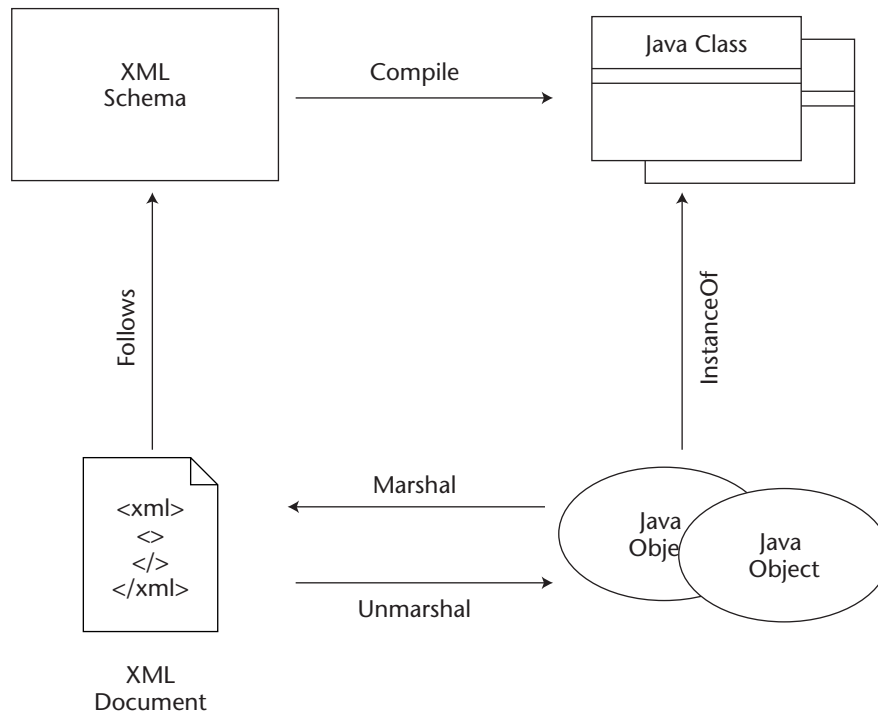 XML
Schema
Compile
Java Class
Follows
InstanceOf
<xml>
<>
</>
</xml>
Marshal
Unmarshal
Java
Obje
Java
Object
XML
Document